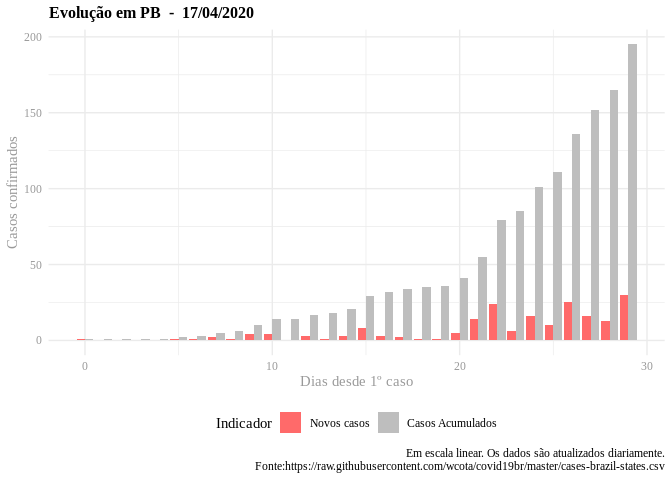 Evolução em PB - 17/04/2020
Casos confirmados
200
150
100
50
0
0 10 20 30
Dias desde 1º caso
Indicador Novos casos Casos Acumulados
Em escala linear. Os dados são atualizados diariamente.
Fonte:https://raw.githubusercontent.com/wcota/covid19br/master/cases-brazil-states.csv